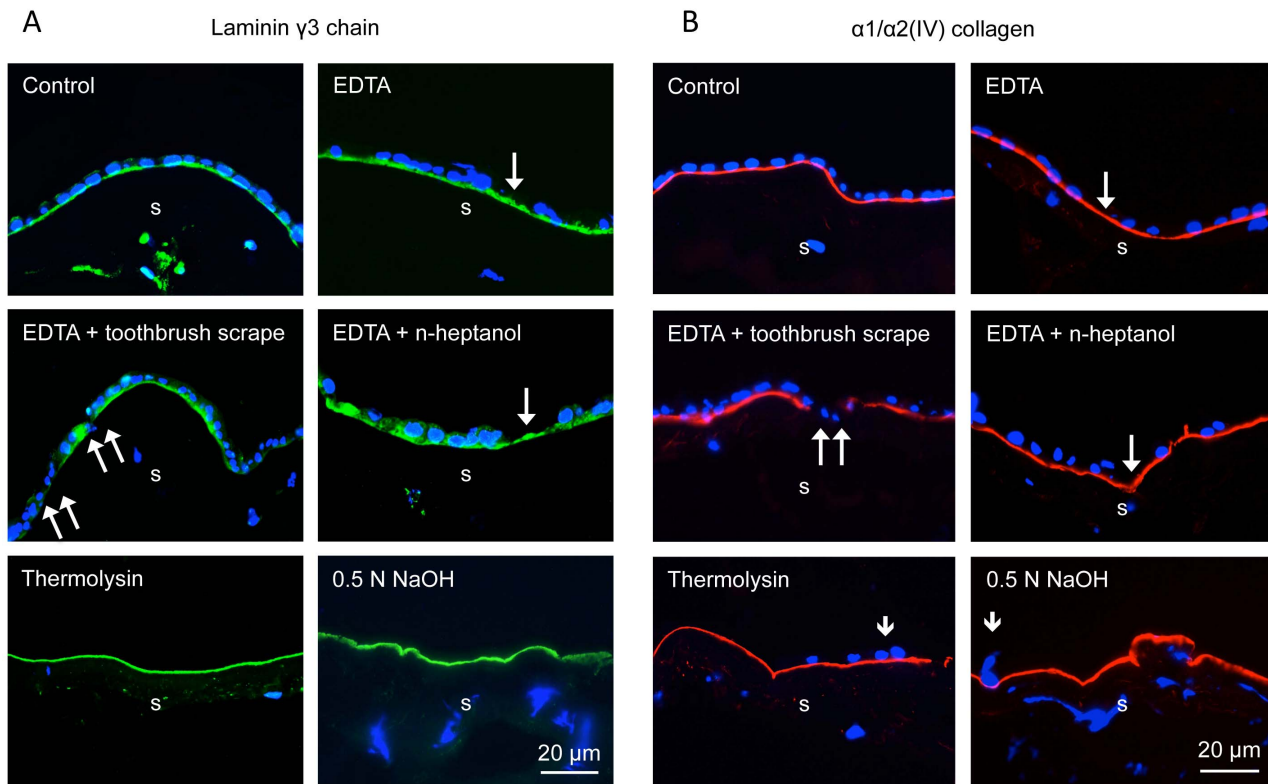 A
Laminin γ3 chain
Control
s
EDTA
s
EDTA + toothbrush scrape
s
EDTA + n-heptanol
s
Thermolysin
s
0.5 N NaOH
s
20 µm
B
α1/α2(IV) collagen
Control
s
EDTA
s
EDTA + toothbrush scrape
s
EDTA + n-heptanol
s
Thermolysin
s
0.5 N NaOH
s
20 µm